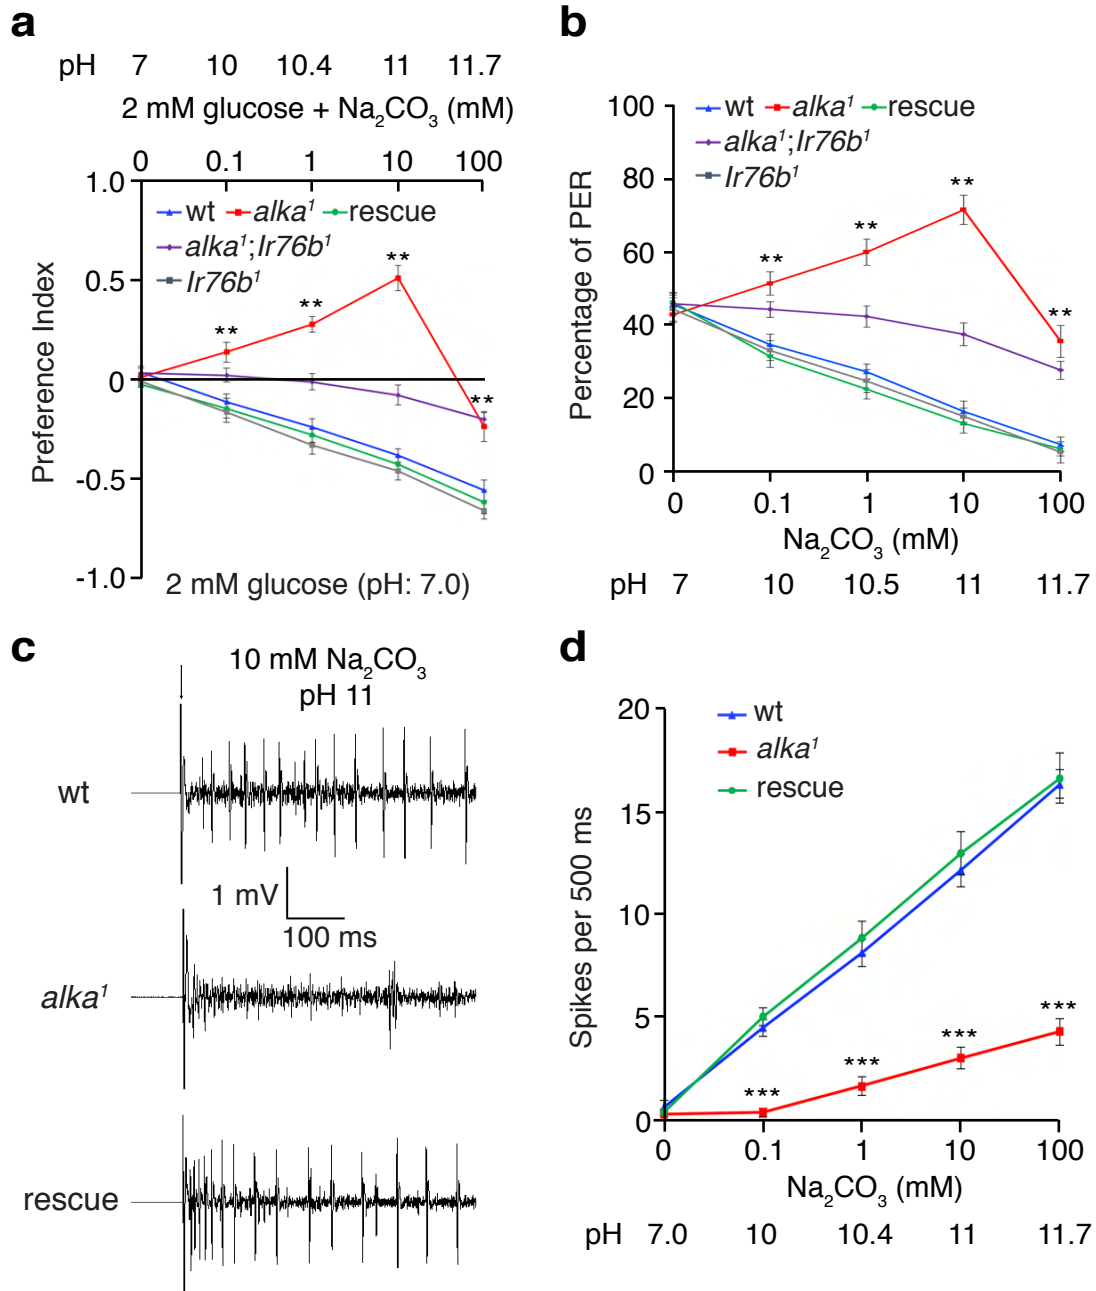 a
pH 7 10 10.4 11 11.7
2 mM glucose + Na₂CO₃ (mM)
0 0.1 1 10 100
1.0
0.5
0
-0.5
-1.0
Preference Index
wt alka¹ rescue
alka¹;Ir76b¹
Ir76b¹
** ** ** **
2 mM glucose (pH: 7.0)
b
100
80
60
40
20
0
Percentage of PER
wt alka¹ rescue
alka¹;Ir76b¹
Ir76b¹
** ** ** **
0 0.1 1 10 100
Na₂CO₃ (mM)
pH 7 10 10.5 11 11.7
c
10 mM Na₂CO₃
pH 11
wt
1 mV
100 ms
alka¹
rescue
d
20
15
10
5
0
Spikes per 500 ms
wt
alka¹
rescue
*** *** *** ***
0 0.1 1 10 100
Na₂CO₃ (mM)
pH 7.0 10 10.4 11 11.7